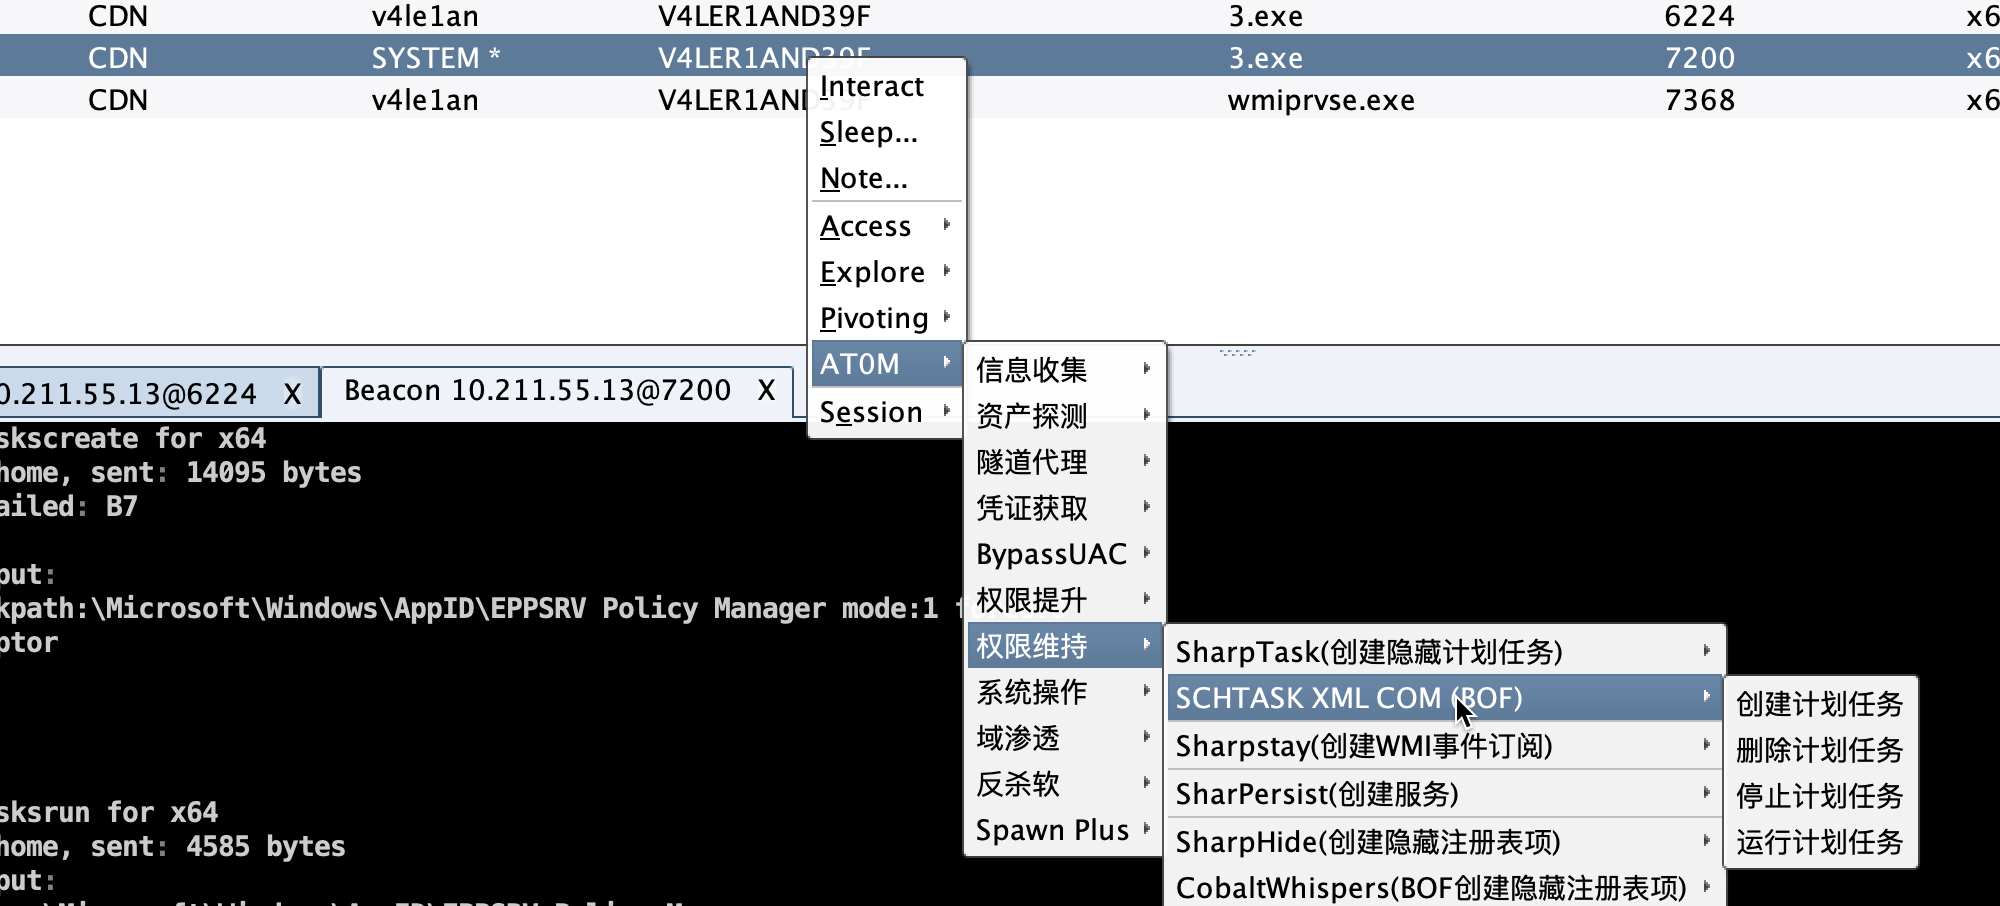 CDN v4le1an V4LER1AND39F 3.exe 6224 x6
CDN SYSTEM * V4LER1AND39F 3.exe 7200 x6
CDN v4le1an V4LER1AND39F wmiprvse.exe 7368 x6
Interact
Sleep...
Note...
Access
Explore
Pivoting
AT0M
Session
信息收集
资产探测
隧道代理
凭证获取
BypassUAC
权限提升
权限维持
系统操作
域渗透
反杀软
Spawn Plus
SharpTask(创建隐藏计划任务)
SCHTASK XML COM (BOF)
Sharpstay(创建WMI事件订阅)
SharPersist(创建服务)
SharpHide(创建隐藏注册表项)
CobaltWhispers(BOF创建隐藏注册表项)
创建计划任务
删除计划任务
停止计划任务
运行计划任务
0.211.55.13@6224 X
Beacon 10.211.55.13@7200 X
skscreate for x64
home, sent: 14095 bytes
ailed: B7
put:
kpath:\Microsoft\Windows\AppID\EPPSRV Policy Manager mode:1 f
ptor
sksrun for x64
home, sent: 4585 bytes
put: